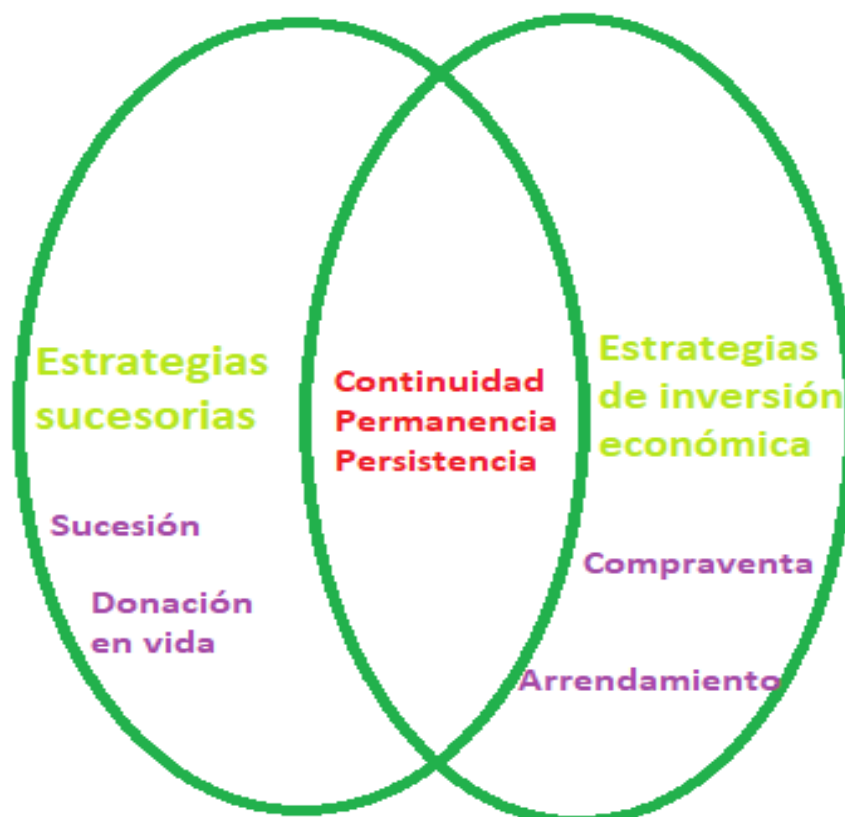 Estrategias
sucesorias
Sucesión
Donación
en vida
Continuidad
Permanencia
Persistencia
Estrategias
de inversión
económica
Compraventa
Arrendamiento